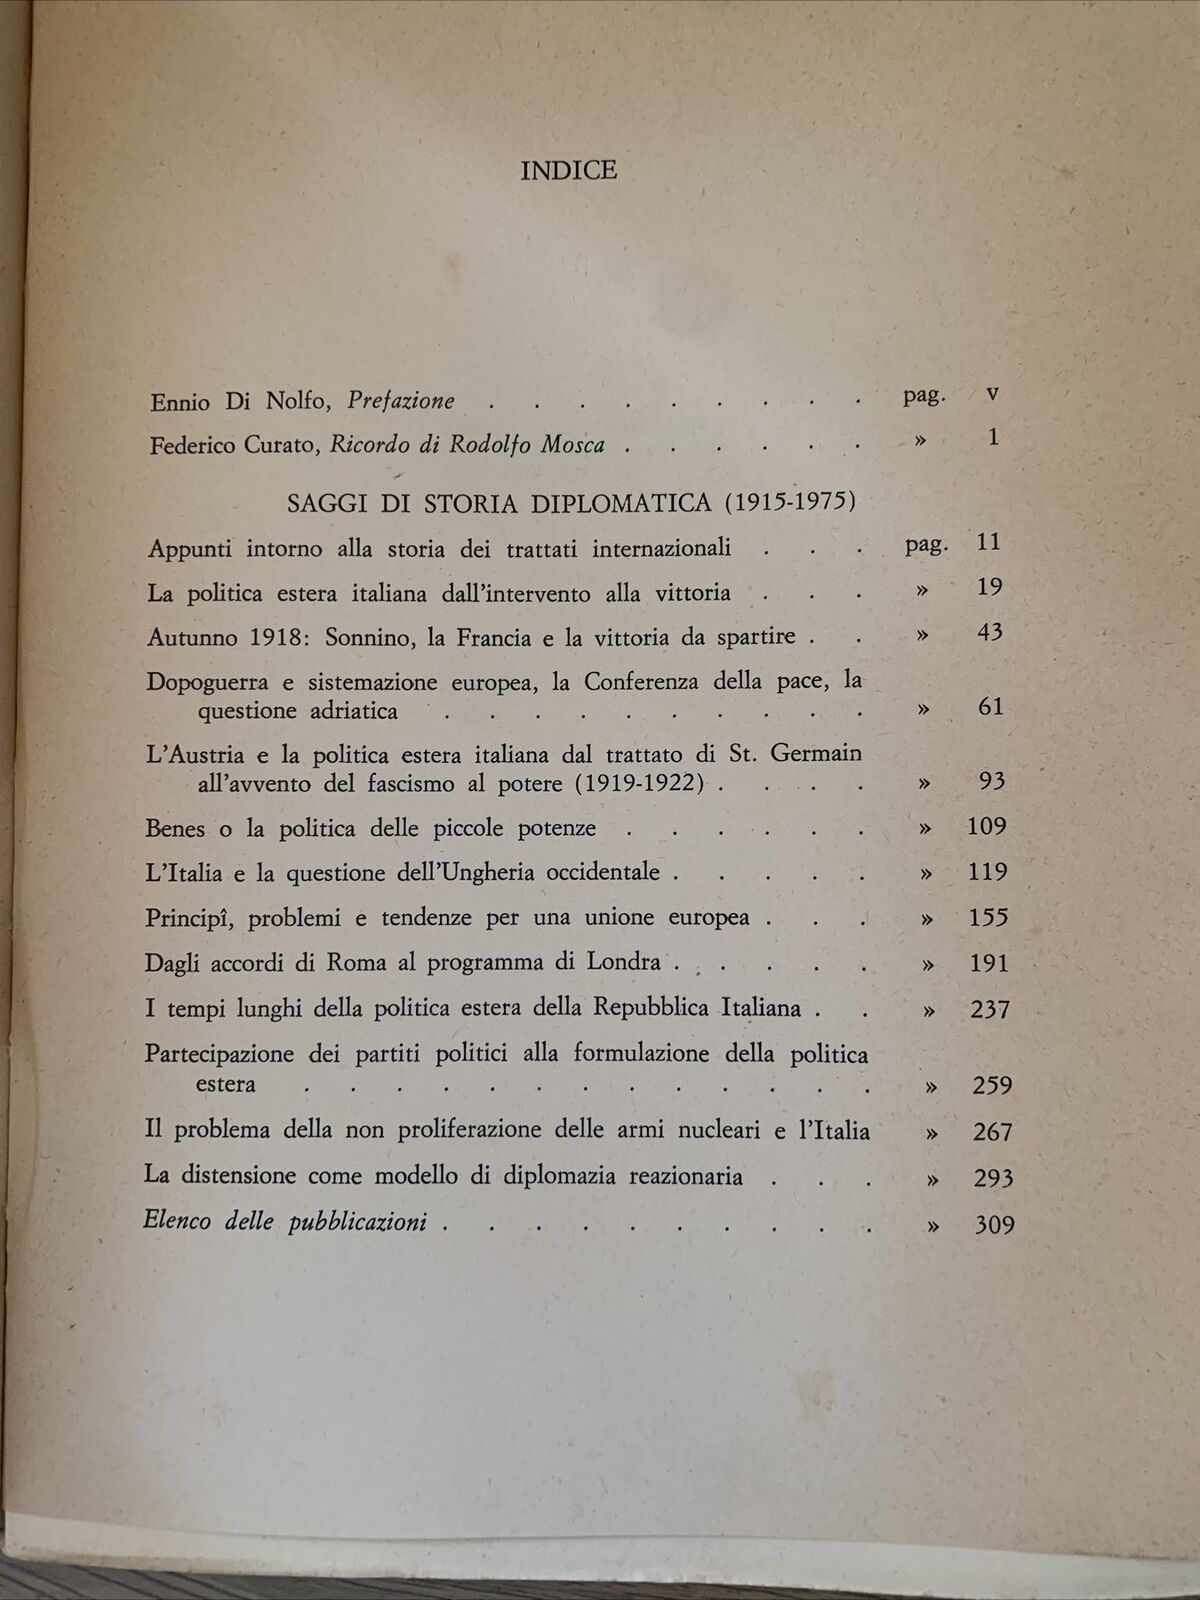 INDICE
Ennio Di Nolfo, Prefazione . . . . . . . . . pag. V
Federico Curato, Ricordo di Rodolfo Mosca . . . . . . » 1
SAGGI DI STORIA DIPLOMATICA (1915-1975)
Appunti intorno alla storia dei trattati internazionali . . . pag. 11
La politica estera italiana dall'intervento alla vittoria . . . » 19
Autunno 1918: Sonnino, la Francia e la vittoria da spartire . . » 43
Dopoguerra e sistemazione europea, la Conferenza della pace, la
questione adriatica . . . . . . . . . . » 61
L'Austria e la politica estera italiana dal trattato di St. Germain
all'avvento del fascismo al potere (1919-1922) . . . . » 93
Benes o la politica delle piccole potenze . . . . . . » 109
L'Italia e la questione dell'Ungheria occidentale . . . . . » 119
Principî, problemi e tendenze per una unione europea . . . » 155
Dagli accordi di Roma al programma di Londra . . . . . » 191
I tempi lunghi della politica estera della Repubblica Italiana . . » 237
Partecipazione dei partiti politici alla formulazione della politica
estera . . . . . . . . . . . . . » 259
Il problema della non proliferazione delle armi nucleari e l'Italia » 267
La distensione come modello di diplomazia reazionaria . . . » 293
Elenco delle pubblicazioni . . . . . . . . . . » 309